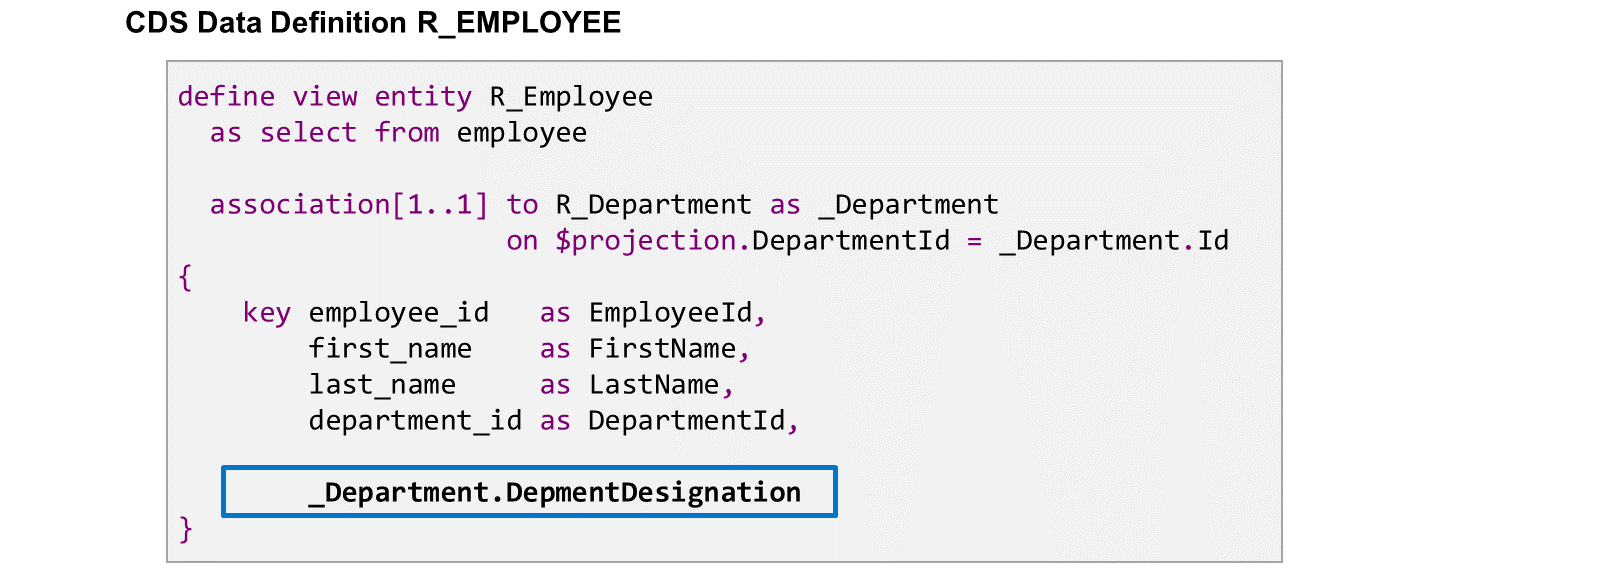 CDS Data Definition R_EMPLOYEE
define view entity R_Employee
as select from employee
association[1..1] to R_Department as _Department
on $projection.DepartmentId = _Department.Id
{
key employee_id as EmployeeId,
first_name as FirstName,
last_name as LastName,
department_id as DepartmentId,
_Department.DepmentDesignation
}